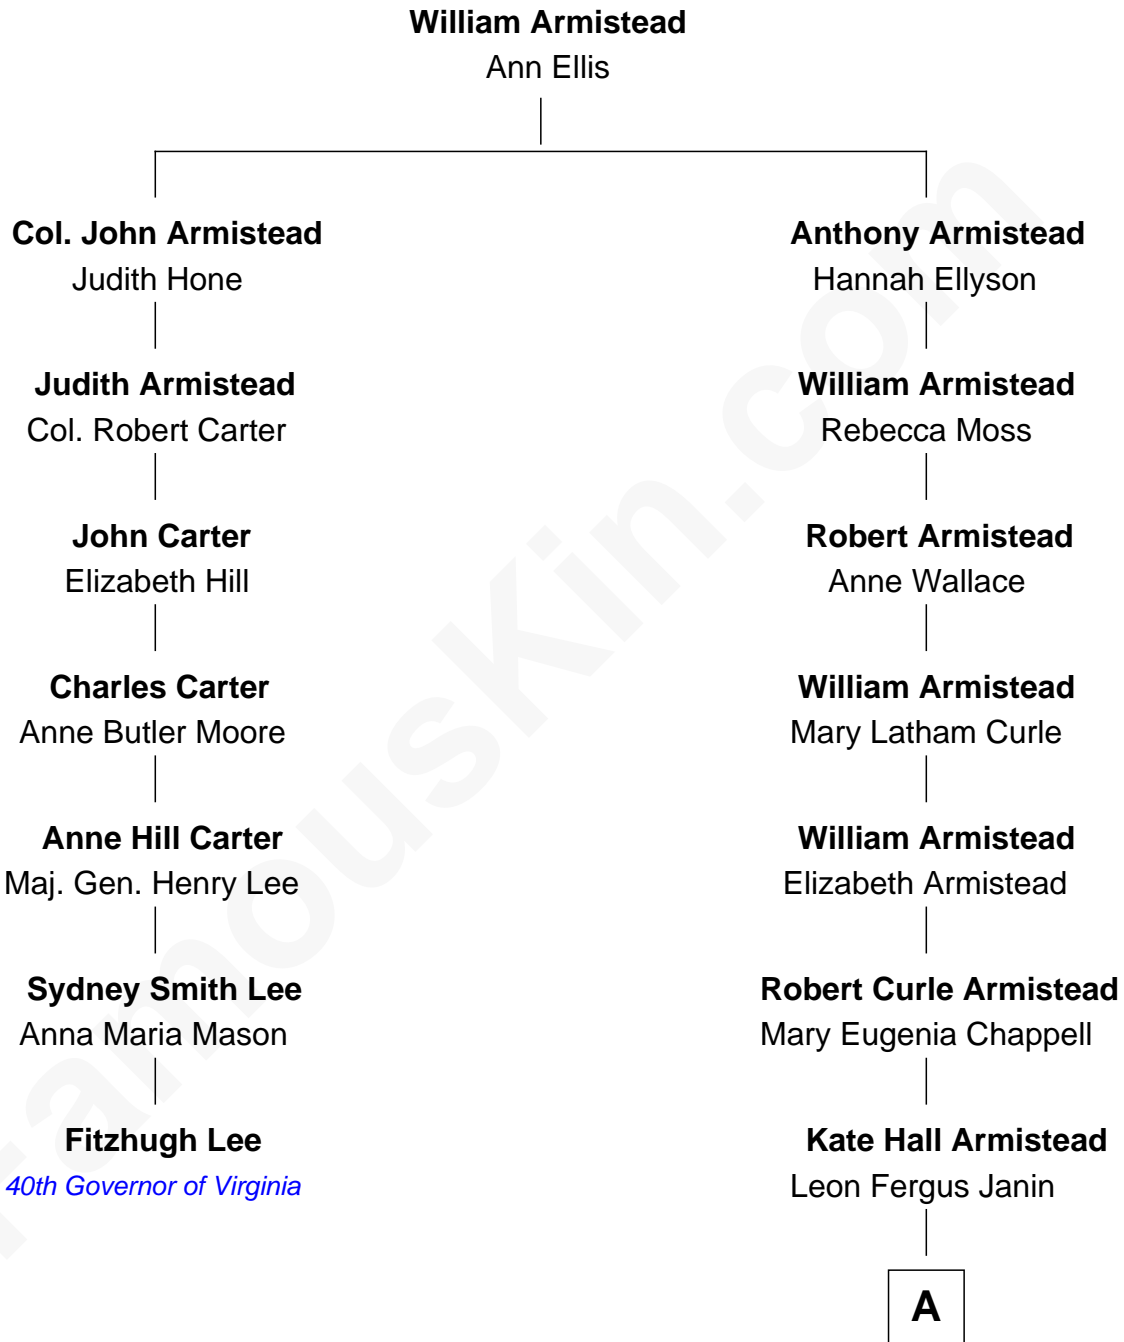 William Armistead
Ann Ellis
Col. John Armistead
Judith Hone
Anthony Armistead
Hannah Ellyson
Judith Armistead
Col. Robert Carter
William Armistead
Rebecca Moss
John Carter
Elizabeth Hill
Robert Armistead
Anne Wallace
Charles Carter
Anne Butler Moore
William Armistead
Mary Latham Curle
Anne Hill Carter
Maj. Gen. Henry Lee
William Armistead
Elizabeth Armistead
Sydney Smith Lee
Anna Maria Mason
Robert Curle Armistead
Mary Eugenia Chappell
Fitzhugh Lee
40th Governor of Virginia
Kate Hall Armistead
Leon Fergus Janin
A
FamousKin.com